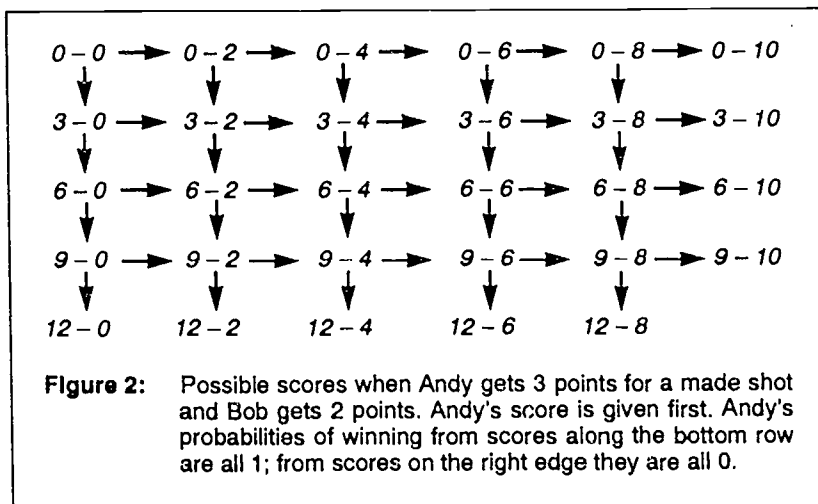 0 – 0 → 0 – 2 → 0 – 4 → 0 – 6 → 0 – 8 → 0 – 10
3 – 0 → 3 – 2 → 3 – 4 → 3 – 6 → 3 – 8 → 3 – 10
6 – 0 → 6 – 2 → 6 – 4 → 6 – 6 → 6 – 8 → 6 – 10
9 – 0 → 9 – 2 → 9 – 4 → 9 – 6 → 9 – 8 → 9 – 10
12 – 0 12 – 2 12 – 4 12 – 6 12 – 8
Figure 2: Possible scores when Andy gets 3 points for a made shot
and Bob gets 2 points. Andy's score is given first. Andy's
probabilities of winning from scores along the bottom row
are all 1; from scores on the right edge they are all 0.